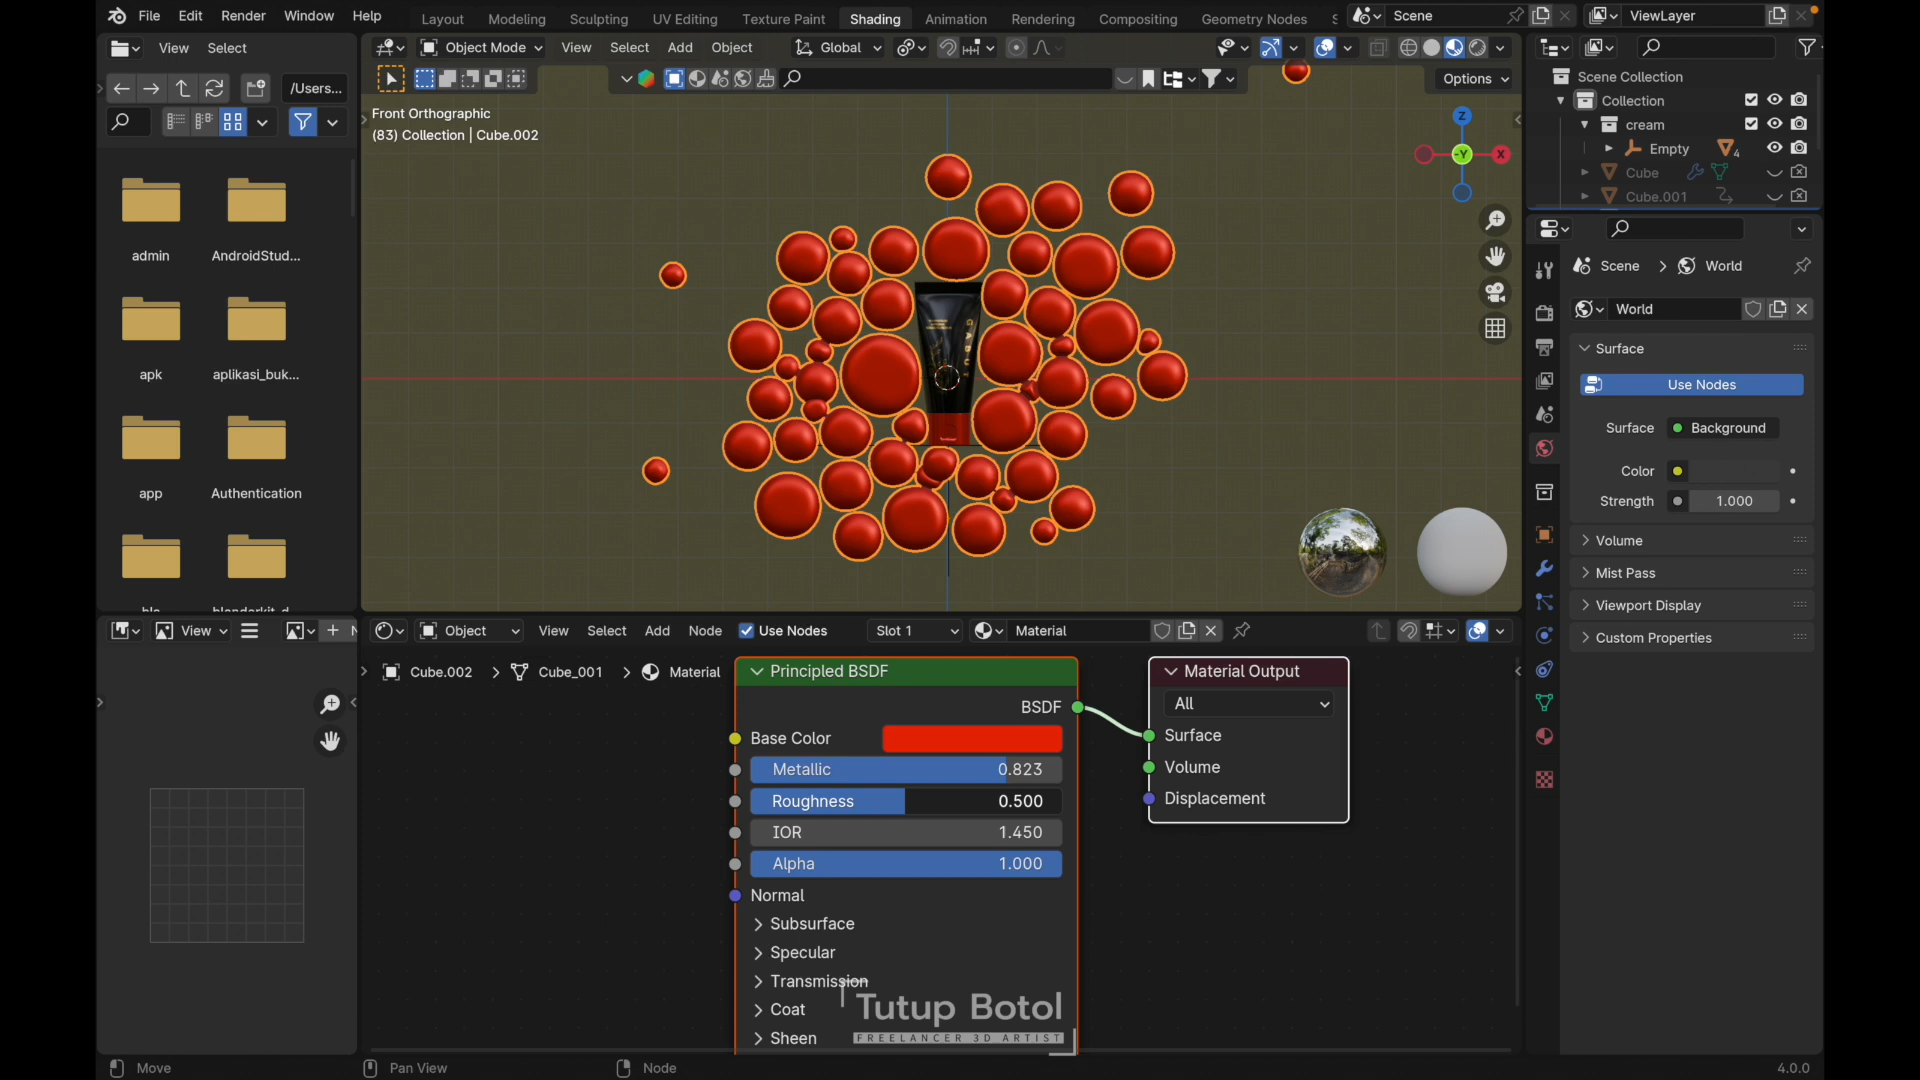 File Edit Render Window Help
Layout Modeling Sculpting UV Editing Texture Paint Shading Animation Rendering Compositing Geometry Nodes
Scene
ViewLayer
View Select
Object Mode View Select Add Object
Global
/Users...
Options
Front Orthographic
(83) Collection | Cube.002
Z
-Y
X
admin
AndroidStud...
apk
aplikasi_buk...
app
Authentication
Scene Collection
Collection
cream
Empty
4
Cube
Cube.001
Scene > World
World
Surface
Use Nodes
Surface
Background
Color
Strength
1.000
Volume
Mist Pass
Viewport Display
Custom Properties
View
Object
View Select Add Node
Use Nodes
Slot 1
Material
Cube.002 > Cube_001 > Material
Principled BSDF
BSDF
Base Color
Metallic 0.823
Roughness 0.500
IOR 1.450
Alpha 1.000
Normal
Subsurface
Specular
Transmission
Coat
Sheen
Material Output
All
Surface
Volume
Displacement
Tutup Botol
FREELANCER 3D ARTIST
Move
Pan View
Node
4.0.0